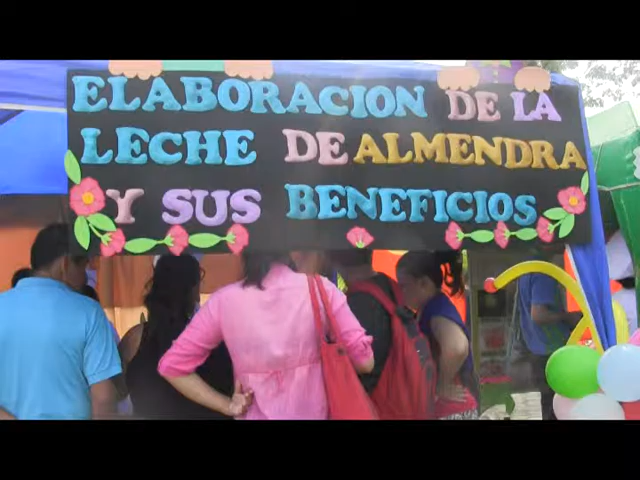 ELABORACION DE LA
LECHE DE ALMENDRA
Y SUS BENEFICIOS